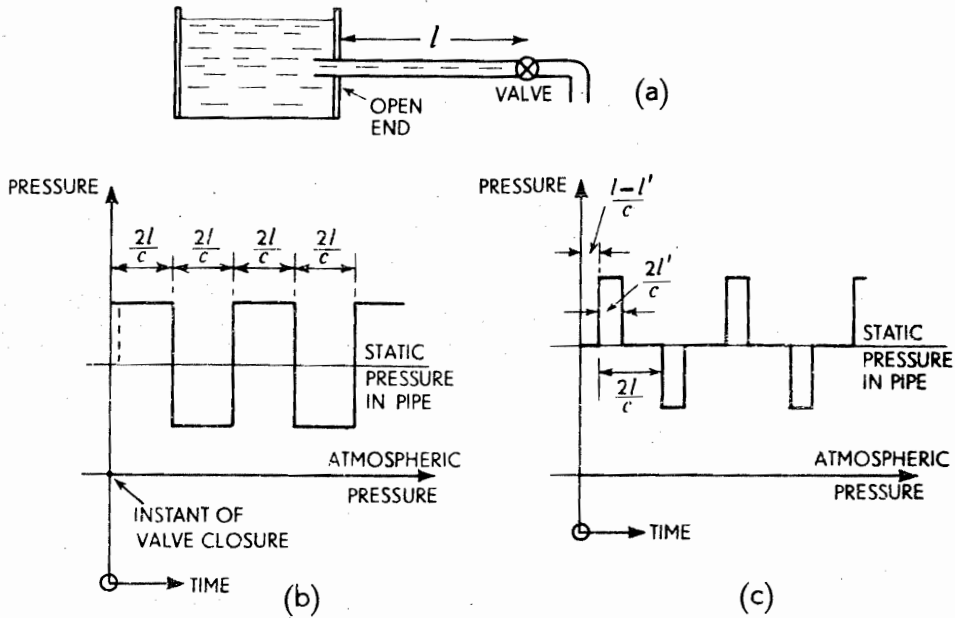 l
VALVE
OPEN
END
(a)
PRESSURE
2l/c 2l/c 2l/c 2l/c
STATIC
PRESSURE
IN PIPE
ATMOSPHERIC
PRESSURE
INSTANT OF
VALVE CLOSURE
TIME
(b)
PRESSURE
l-l'/c
2l'/c
STATIC
PRESSURE
IN PIPE
2l/c
ATMOSPHERIC
PRESSURE
TIME
(c)